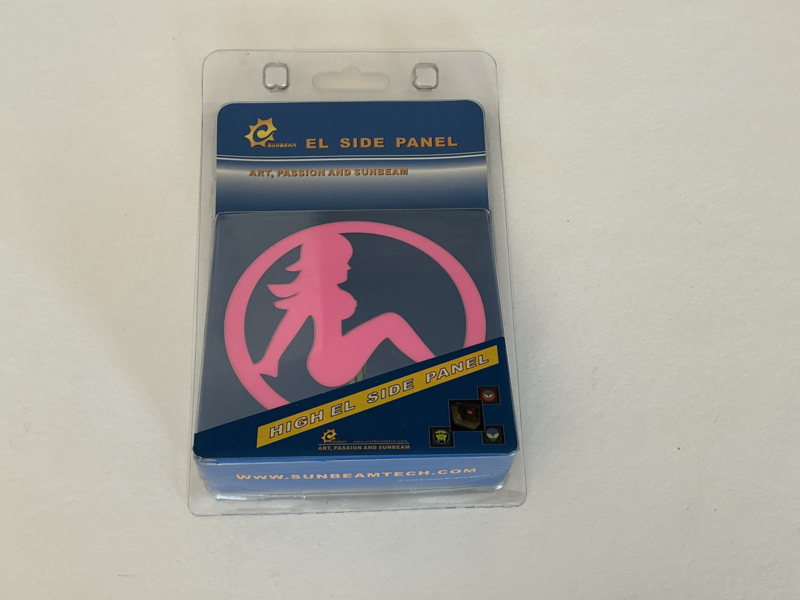 SUNBEAM
EL SIDE PANEL
ART, PASSION AND SUNBEAM
HIGH EL SIDE PANEL
ART, PASSION AND SUNBEAM
WWW.SUNBEAMTECH.COM